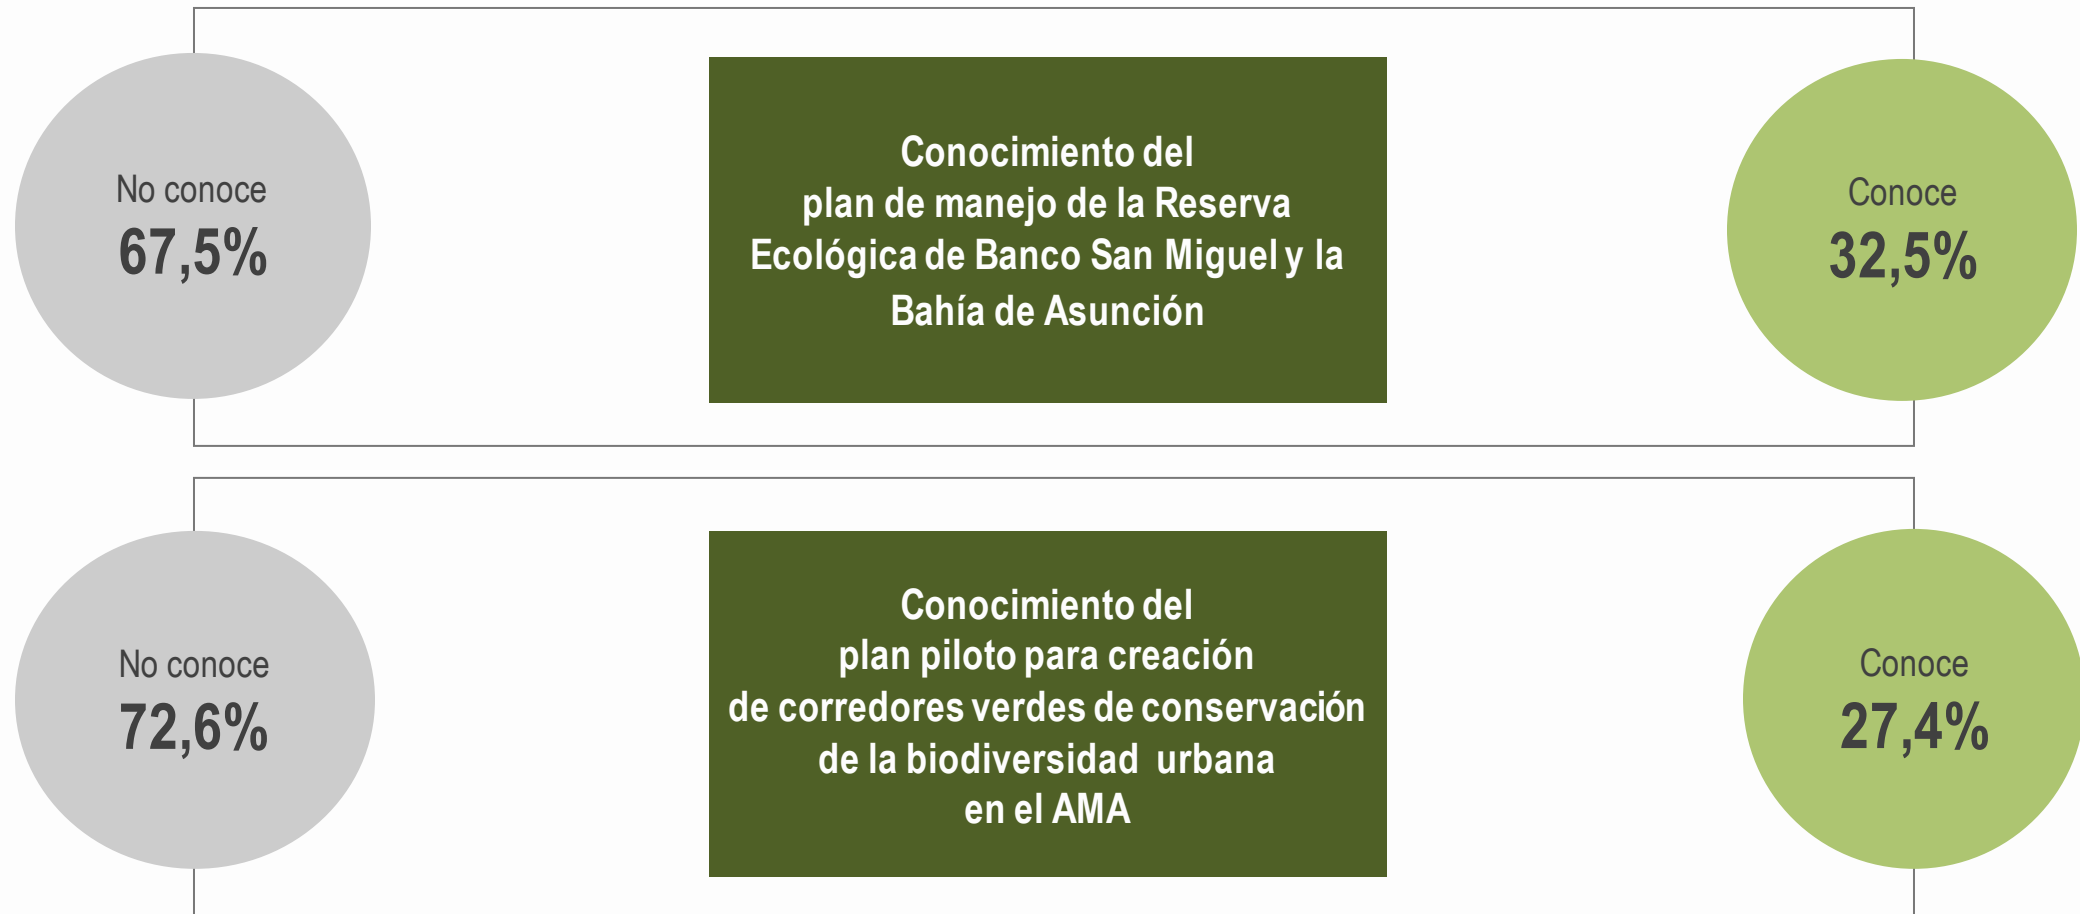 No conoce
67,5%
Conocimiento del
plan de manejo de la Reserva
Ecológica de Banco San Miguel y la
Bahía de Asunción
Conoce
32,5%
No conoce
72,6%
Conocimiento del
plan piloto para creación
de corredores verdes de conservación
de la biodiversidad urbana
en el AMA
Conoce
27,4%